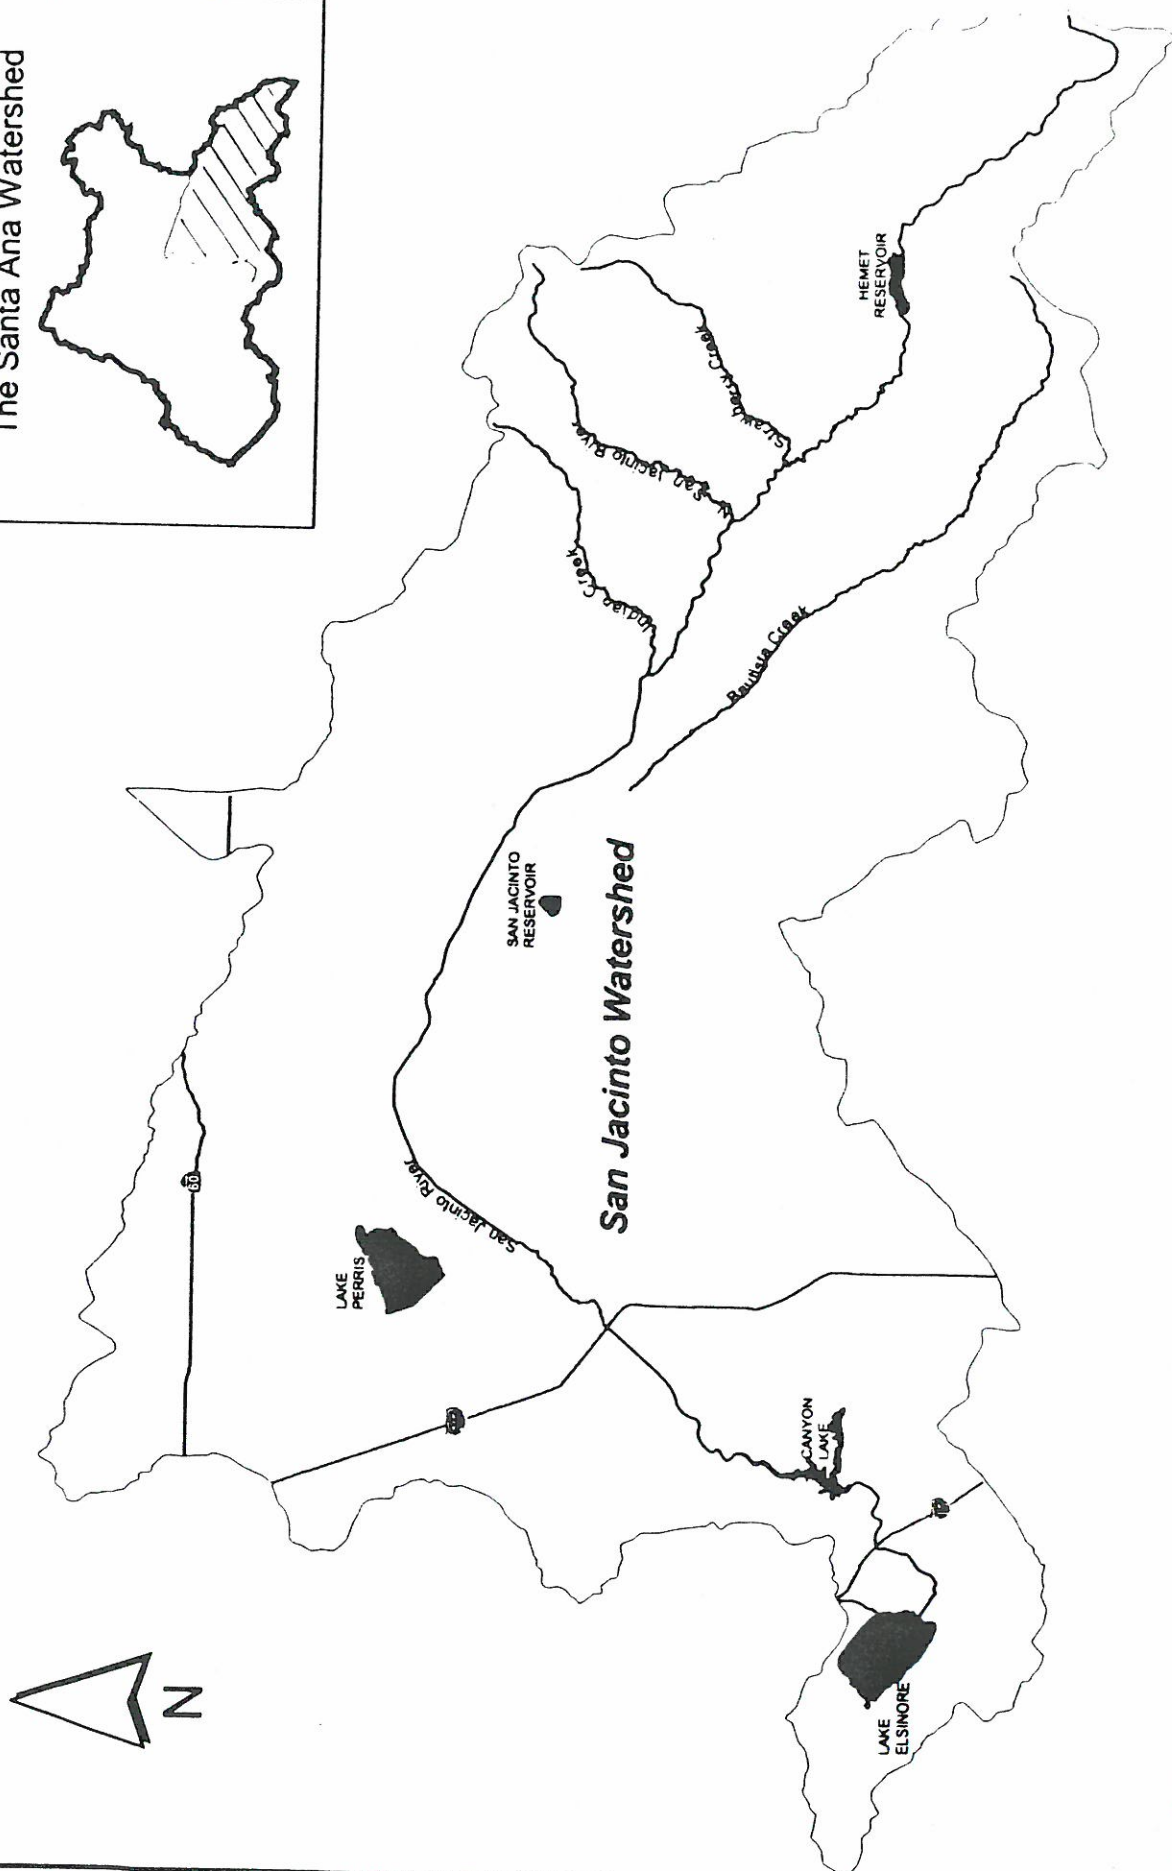 The Santa Ana Watershed
HEMET
RESERVOIR
Strawberry Creek
N. San Jacinto River
Indian Creek
Bautista Creek
SAN JACINTO
RESERVOIR
San Jacinto Watershed
San Jacinto River
LAKE
PERRIS
60
CANYON
LAKE
LAKE
ELSINORE
N